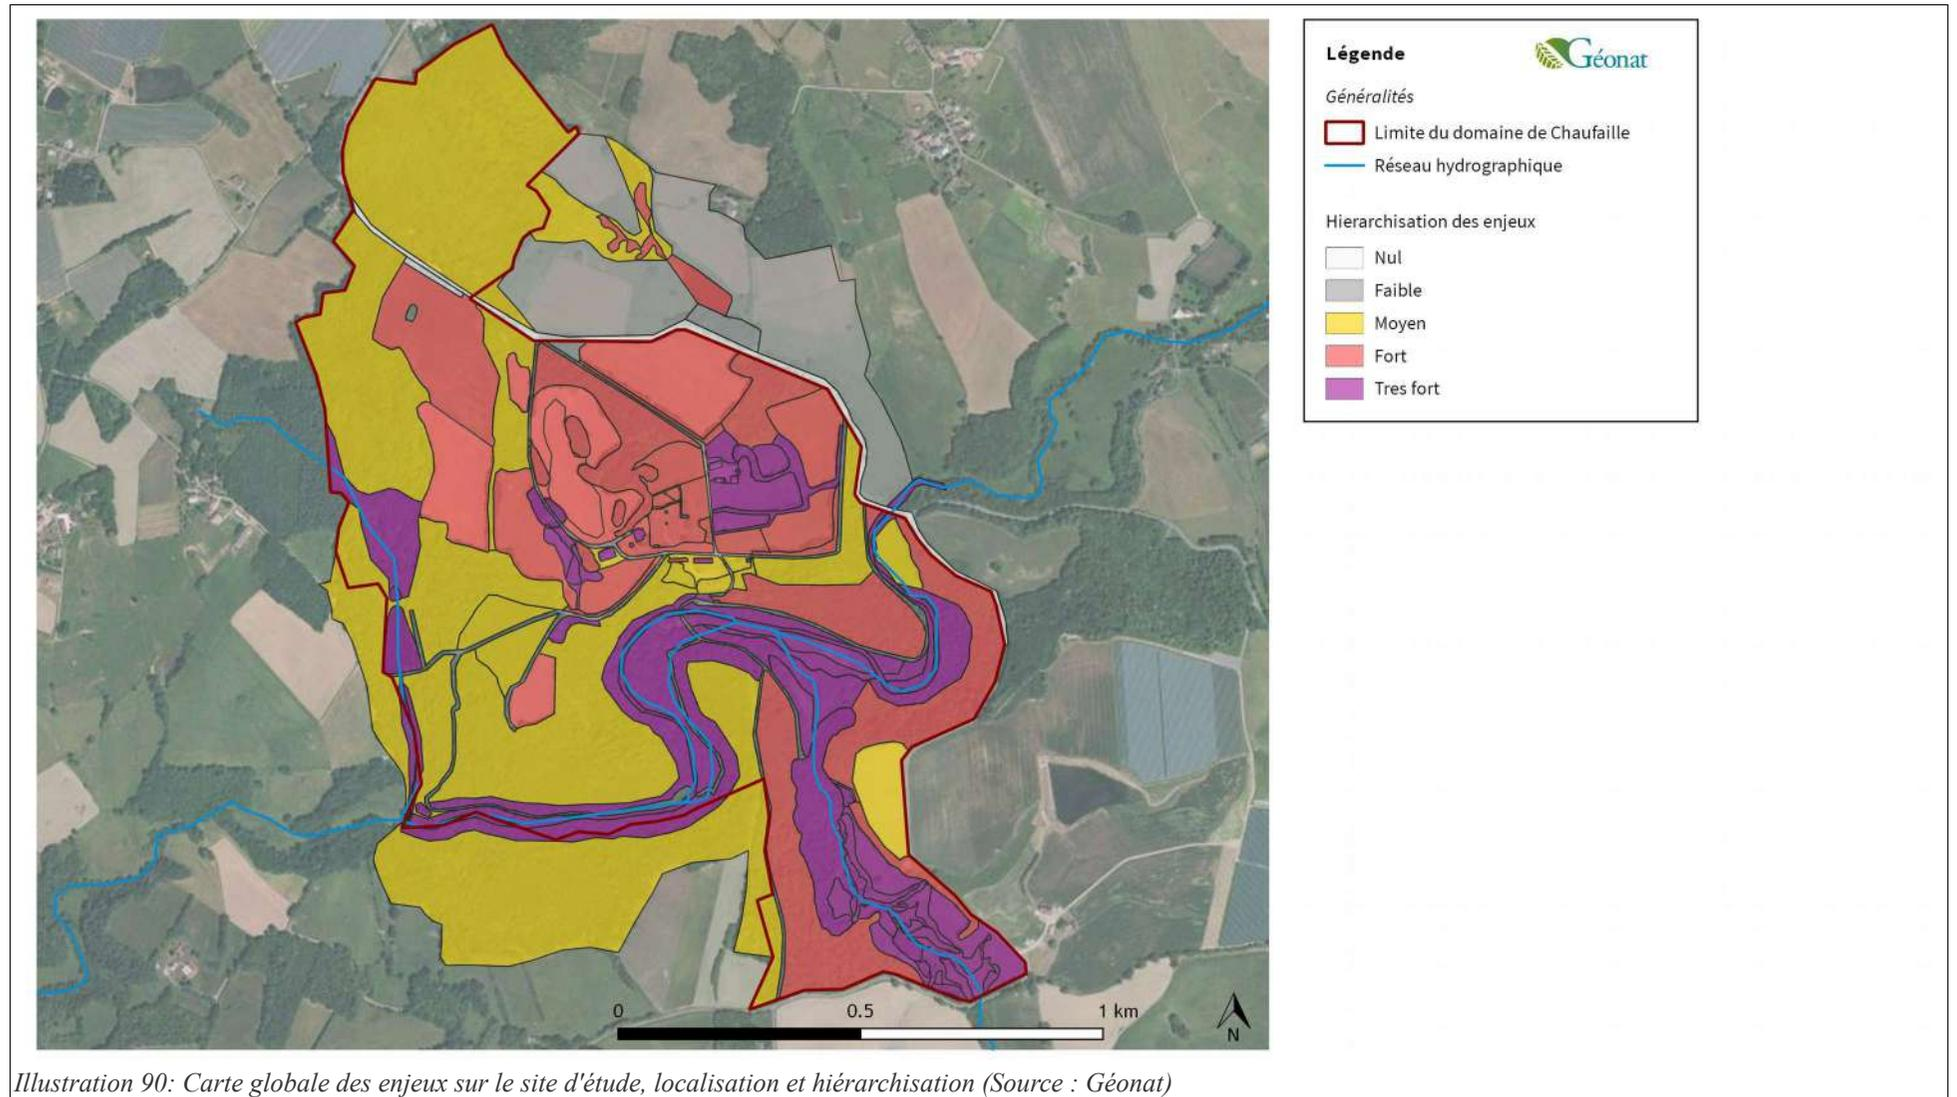 Légende
Géonat
Généralités
Limite du domaine de Chaufaille
Réseau hydrographique
Hierarchisation des enjeux
Nul
Faible
Moyen
Fort
Tres fort
0 0.5 1 km
N
Illustration 90: Carte globale des enjeux sur le site d'étude, localisation et hiérarchisation (Source : Géonat)